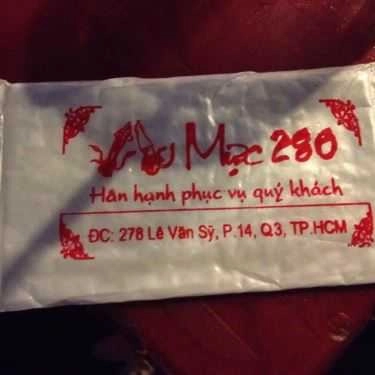 Mực 280
Hân hạnh phục vụ quý khách
ĐC: 278 Lê Văn Sỹ, P.14, Q3, TP.HCM